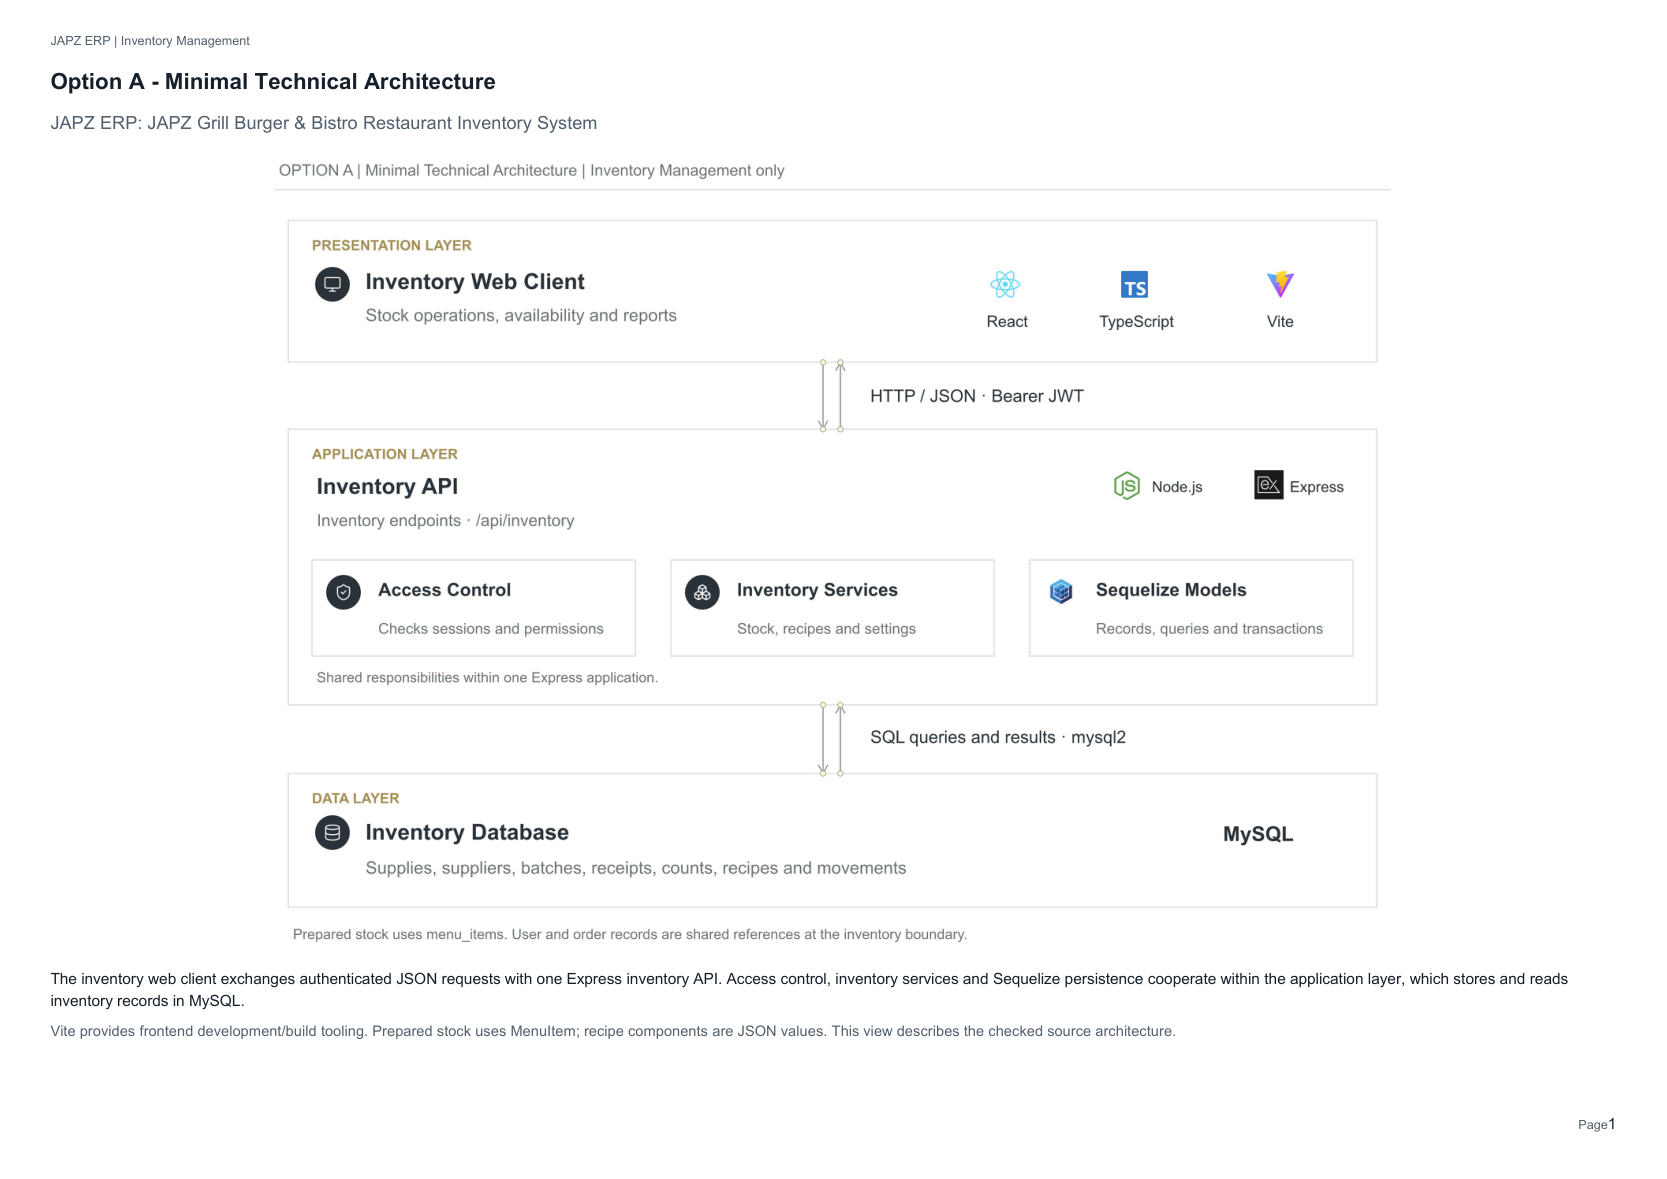 JAPZ ERP | Inventory Management
Option A - Minimal Technical Architecture
JAPZ ERP: JAPZ Grill Burger & Bistro Restaurant Inventory System
OPTION A | Minimal Technical Architecture | Inventory Management only
PRESENTATION LAYER
Inventory Web Client
Stock operations, availability and reports
React
TS
TypeScript
Vite
HTTP / JSON · Bearer JWT
APPLICATION LAYER
Inventory API
Inventory endpoints · /api/inventory
JS
Node.js
ex
Express
Access Control
Checks sessions and permissions
Inventory Services
Stock, recipes and settings
Sequelize Models
Records, queries and transactions
Shared responsibilities within one Express application.
SQL queries and results · mysql2
DATA LAYER
Inventory Database
Supplies, suppliers, batches, receipts, counts, recipes and movements
MySQL
Prepared stock uses menu_items. User and order records are shared references at the inventory boundary.
The inventory web client exchanges authenticated JSON requests with one Express inventory API. Access control, inventory services and Sequelize persistence cooperate within the application layer, which stores and reads
inventory records in MySQL.
Vite provides frontend development/build tooling. Prepared stock uses MenuItem; recipe components are JSON values. This view describes the checked source architecture.
Page1